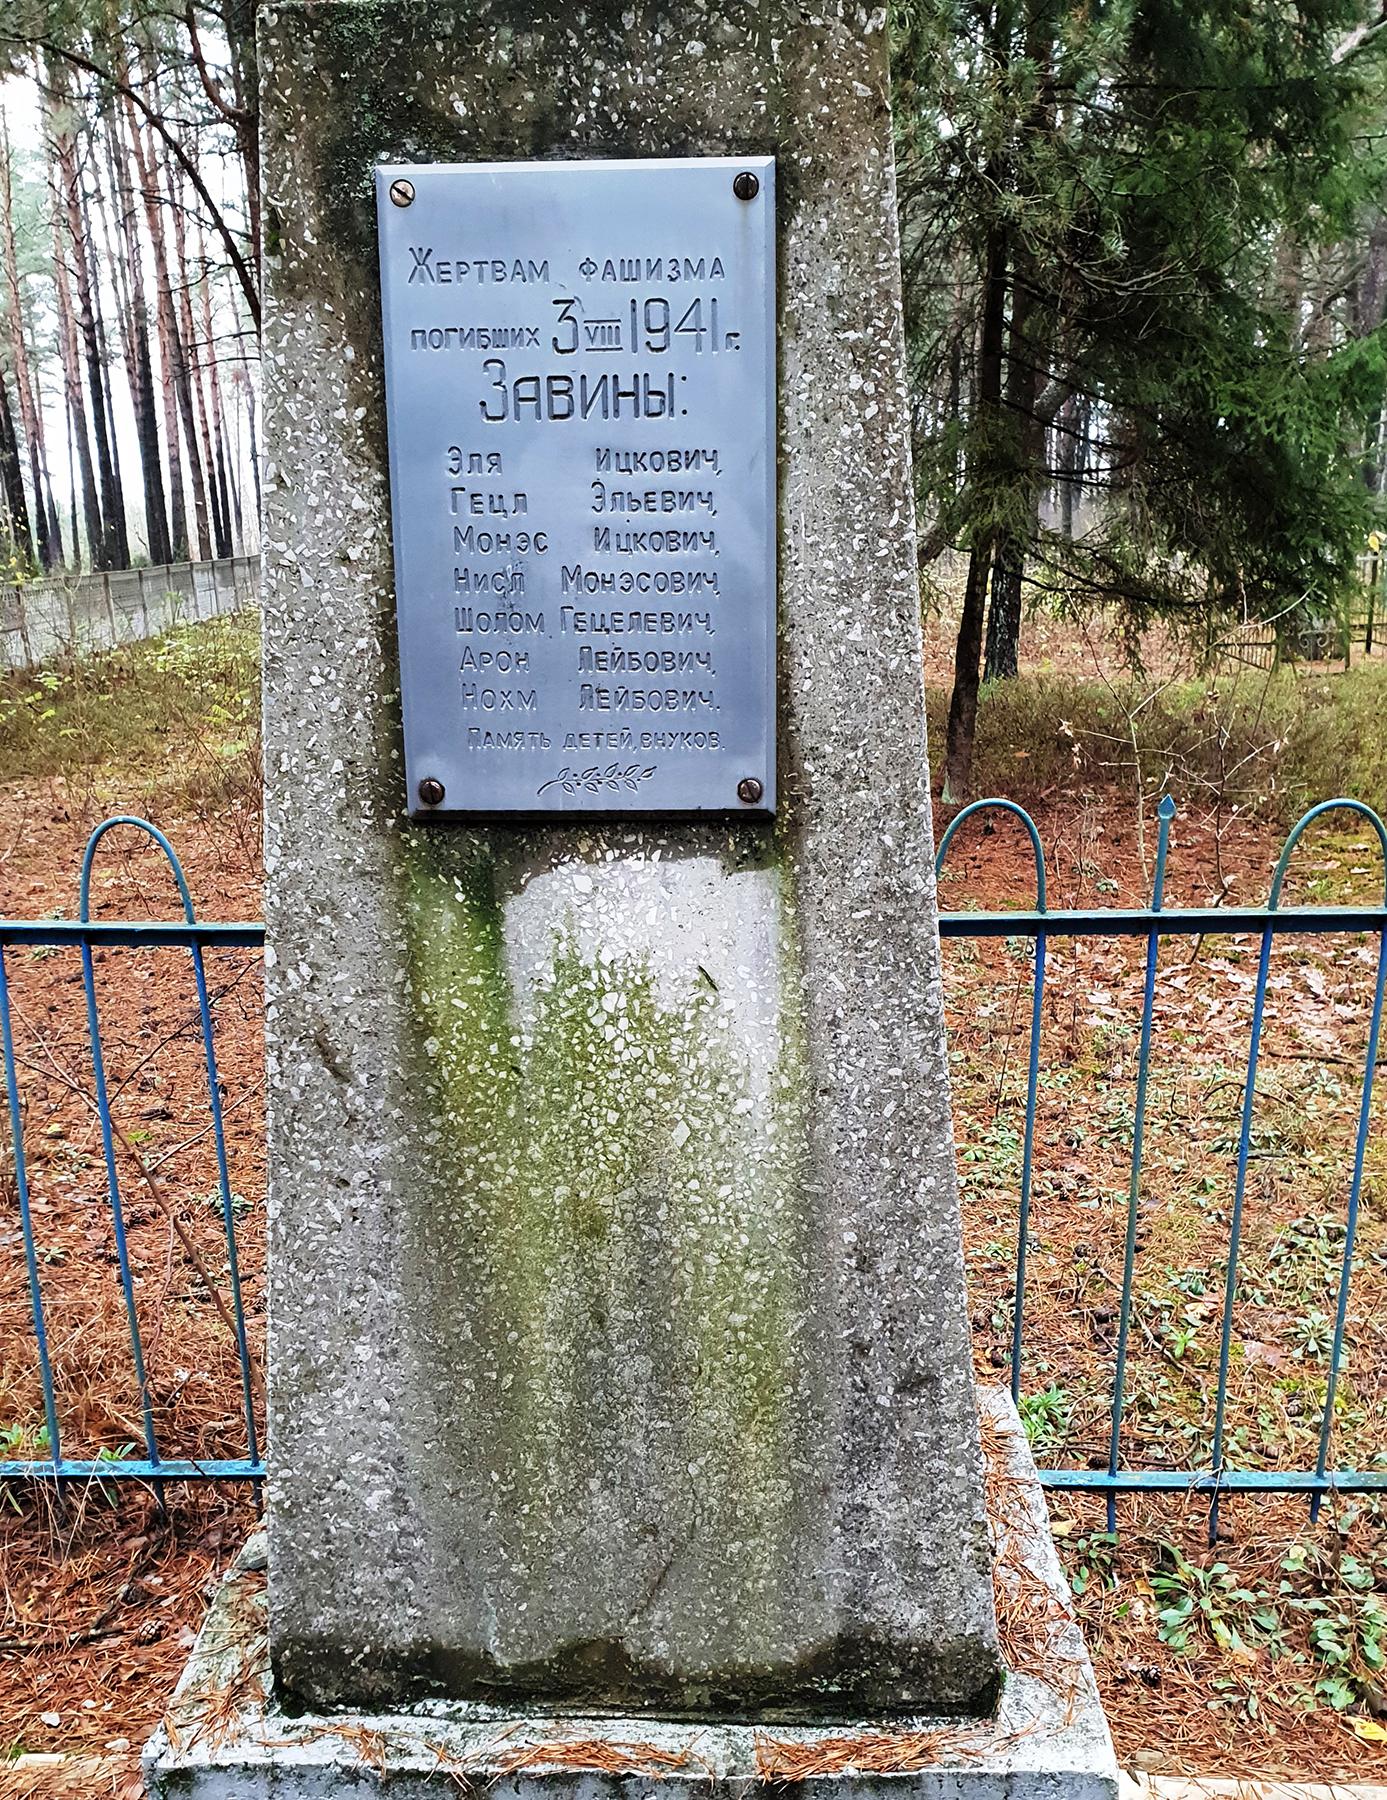 Жертвам фашизма
погибших 3 VIII 1941 г.
Завины:
Эля Ицкович,
Гецл Эльевич,
Монэс Ицкович,
Нисл Монэсович,
Шолом Гецелевич,
Арон Лейбович,
Нохм Лейбович.
Память детей, внуков.